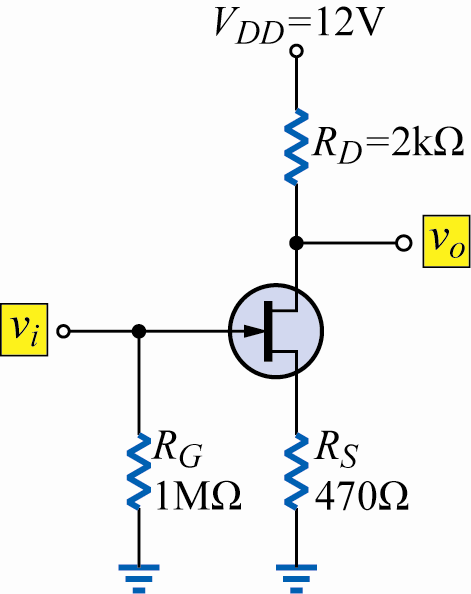 V_DD=12V
R_D=2kΩ
v_o
v_i
R_G
1MΩ
R_S
470Ω